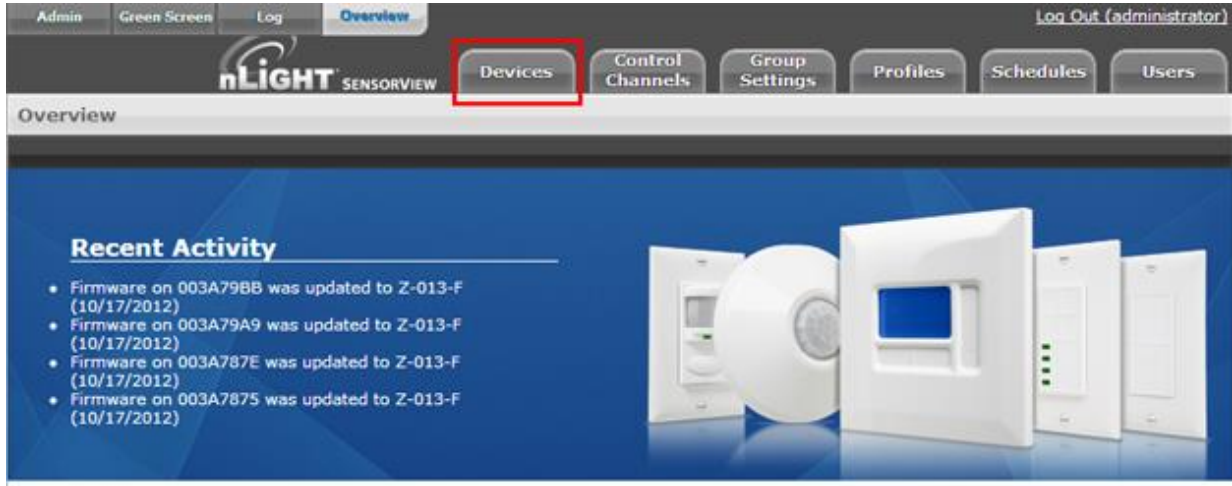 Admin Green Screen Log Overview Log Out (administrator)
nLIGHT SENSORVIEW Devices Control Channels Group Settings Profiles Schedules Users
Overview
Recent Activity
• Firmware on 003A79BB was updated to Z-013-F
(10/17/2012)
• Firmware on 003A79A9 was updated to Z-013-F
(10/17/2012)
• Firmware on 003A787E was updated to Z-013-F
(10/17/2012)
• Firmware on 003A7875 was updated to Z-013-F
(10/17/2012)